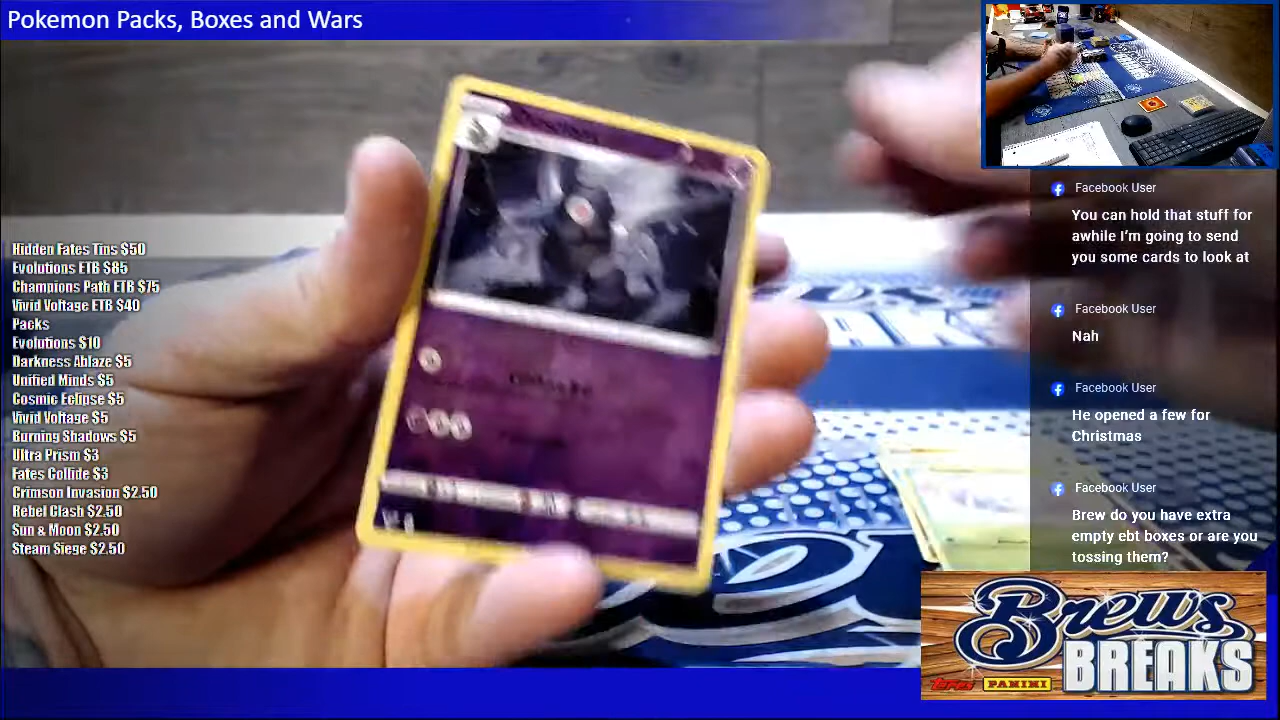 Pokemon Packs, Boxes and Wars
Hidden Fates Tins $50
Evolutions ETB $85
Champions Path ETB $75
Vivid Voltage ETB $40
Packs
Evolutions $10
Darkness Ablaze $5
Unified Minds $5
Cosmic Eclipse $5
Vivid Voltage $5
Burning Shadows $5
Ultra Prism $3
Fates Collide $3
Crimson Invasion $2.50
Rebel Clash $2.50
Sun & Moon $2.50
Steam Siege $2.50
Facebook User
You can hold that stuff for
awhile I'm going to send
you some cards to look at
Facebook User
Nah
Facebook User
He opened a few for
Christmas
Facebook User
Brew do you have extra
empty ebt boxes or are you
tossing them?
Brews
BREAKS
Topps PANINI